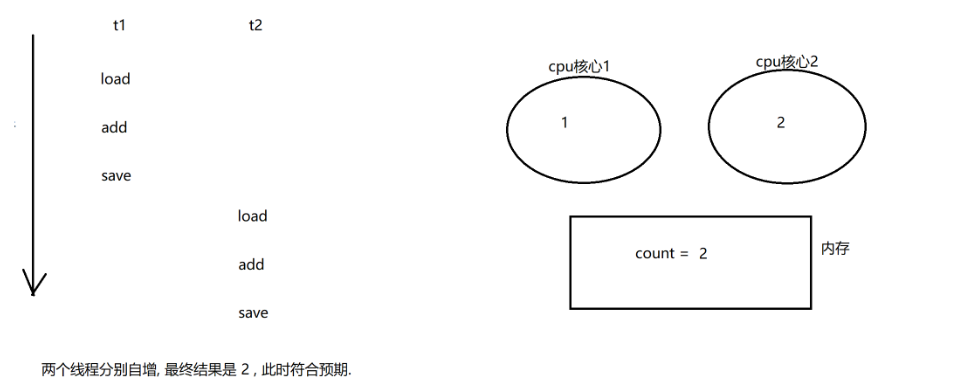 t1 t2
load
add
save
load
add
save
两个线程分别自增, 最终结果是 2 , 此时符合预期.
cpu核心1 cpu核心2
1 2
count = 2
内存